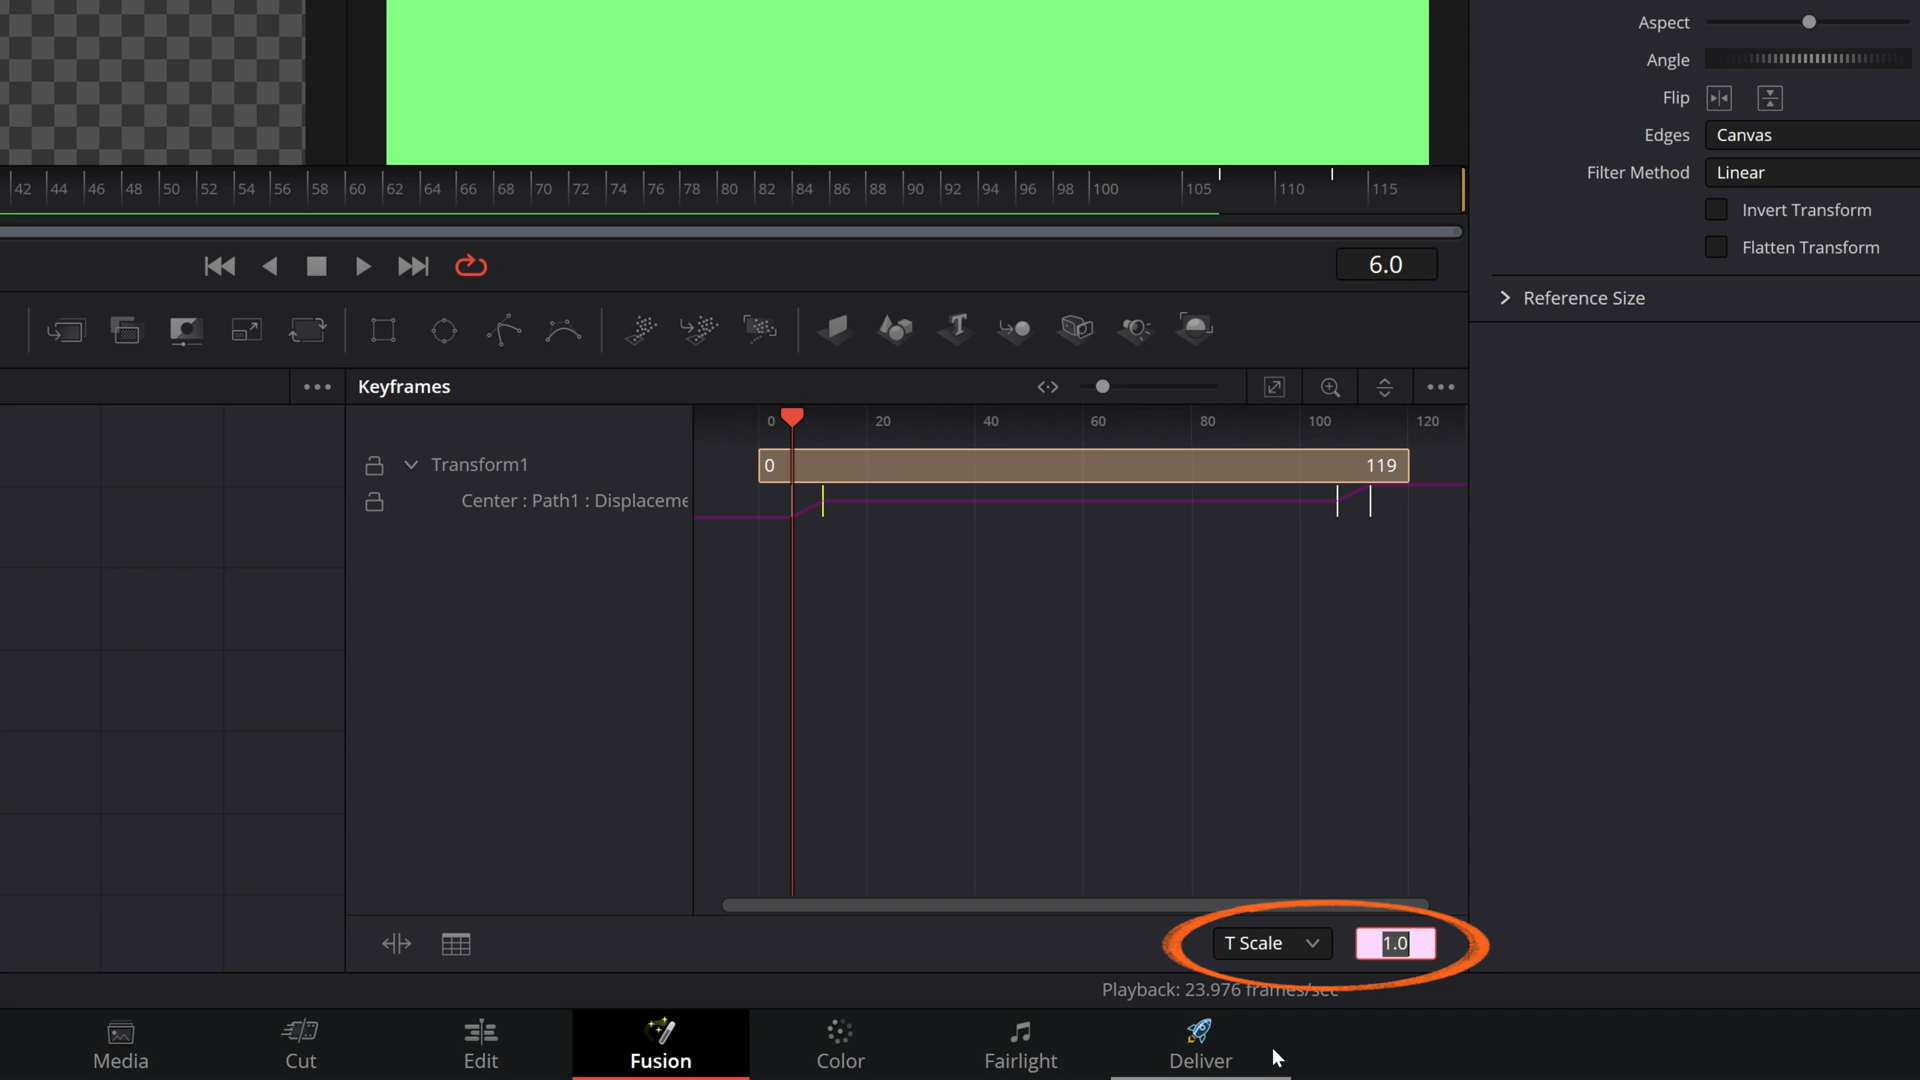 Aspect
Angle
Flip
Edges Canvas
Filter Method Linear
Invert Transform
Flatten Transform
Reference Size
42 44 46 48 50 52 54 56 58 60 62 64 66 68 70 72 74 76 78 80 82 84 86 88 90 92 94 96 98 100 105 110 115
6.0
Keyframes
0 20 40 60 80 100 120
Transform1
0 119
Center : Path1 : Displaceme
T Scale 1.0
Playback: 23.976 frames/sec
Media Cut Edit Fusion Color Fairlight Deliver